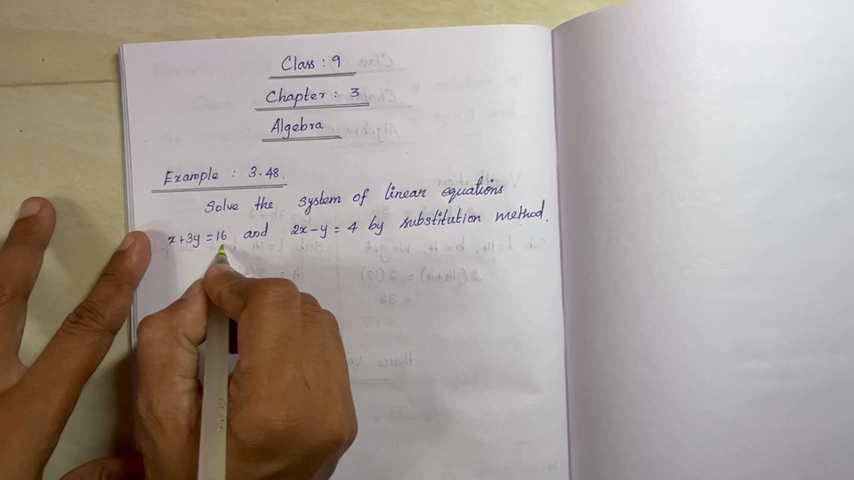 Class : 9
Chapter : 3
Algebra
Example : 3.48.
Solve the system of linear equations
x+3y = 16 and 2x-y = 4 by substitution method.